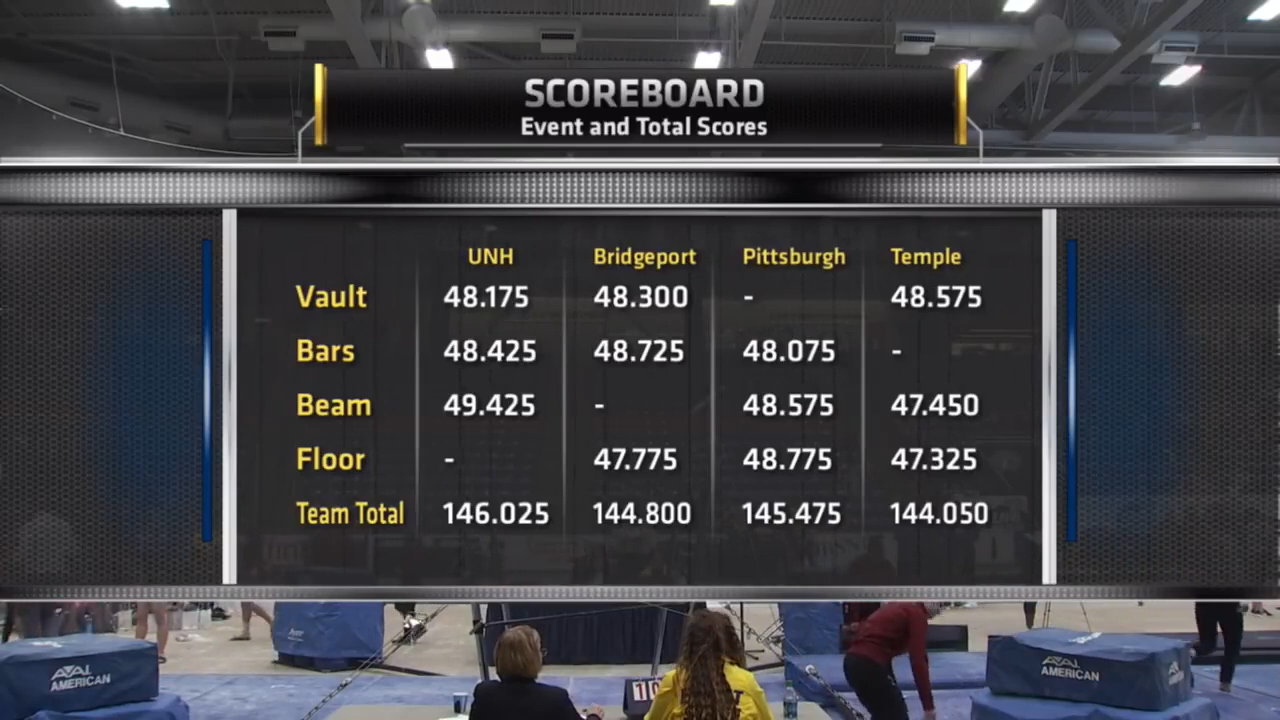 SCOREBOARD
Event and Total Scores
UNH Bridgeport Pittsburgh Temple
Vault 48.175 48.300 - 48.575
Bars 48.425 48.725 48.075 -
Beam 49.425 - 48.575 47.450
Floor - 47.775 48.775 47.325
Team Total 146.025 144.800 145.475 144.050
AAI
AMERICAN
AAI
AMERICAN